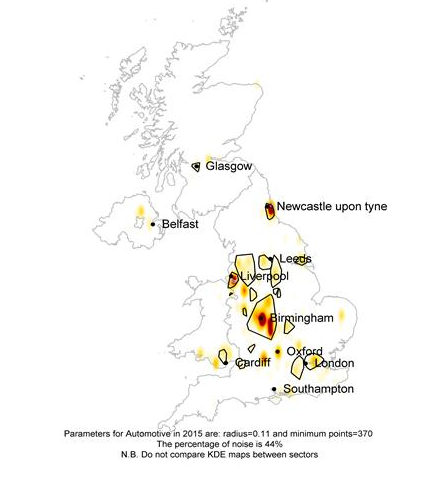 Glasgow
Newcastle upon tyne
Belfast
Leeds
Liverpool
Birmingham
Oxford
Cardiff
London
Southampton
Parameters for Automotive in 2015 are: radius=0.11 and minimum points=370
The percentage of noise is 44%
N.B. Do not compare KDE maps between sectors